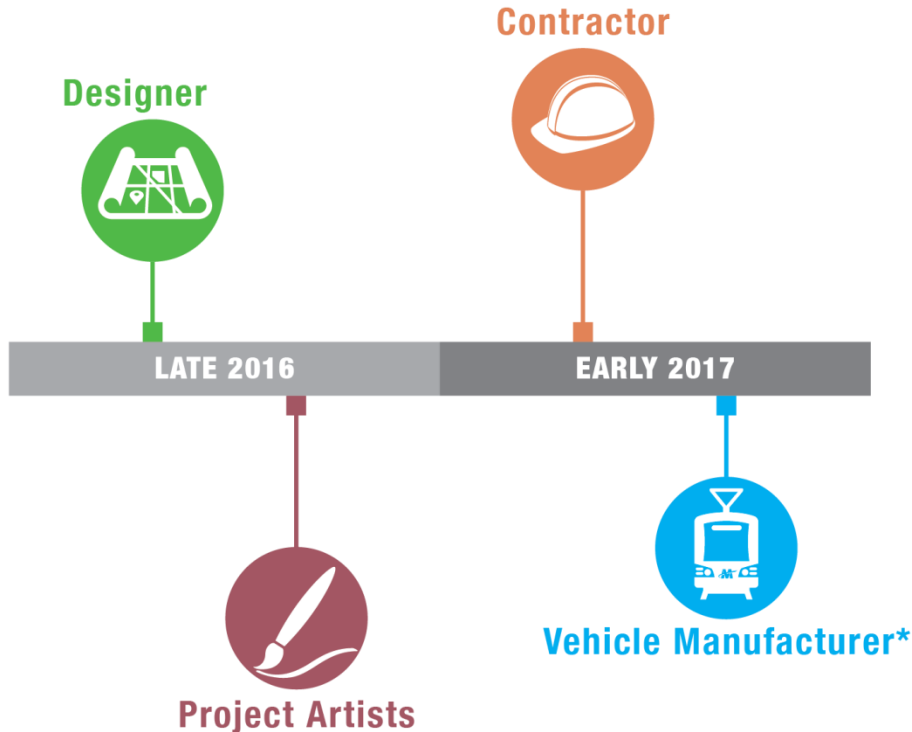 Contractor
Designer
LATE 2016
EARLY 2017
Vehicle Manufacturer*
Project Artists